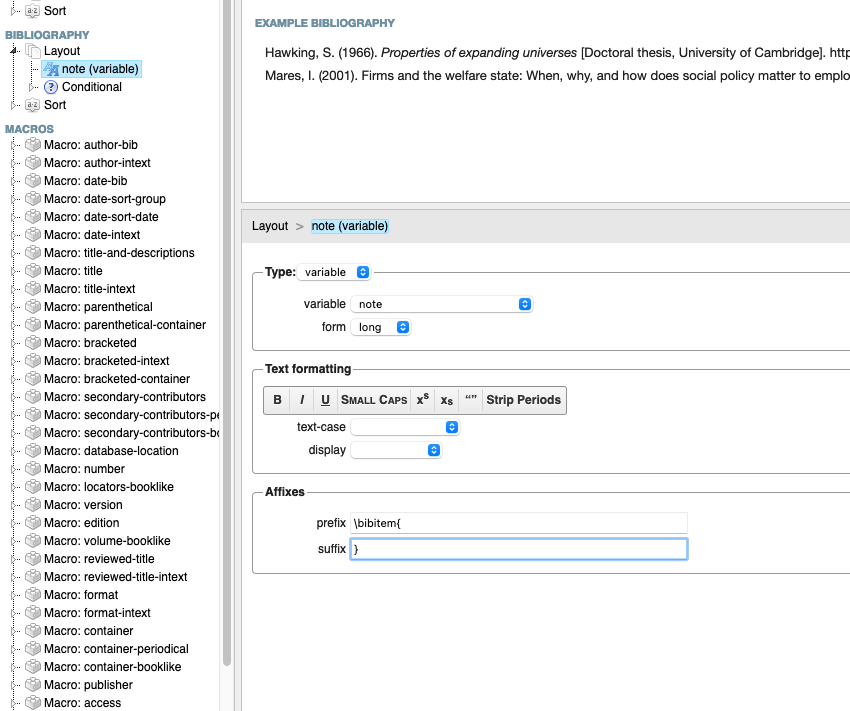 Sort
BIBLIOGRAPHY
Layout
note (variable)
Conditional
Sort
MACROS
Macro: author-bib
Macro: author-intext
Macro: date-bib
Macro: date-sort-group
Macro: date-sort-date
Macro: date-intext
Macro: title-and-descriptions
Macro: title
Macro: title-intext
Macro: parenthetical
Macro: parenthetical-container
Macro: bracketed
Macro: bracketed-intext
Macro: bracketed-container
Macro: secondary-contributors
Macro: secondary-contributors-pe
Macro: secondary-contributors-bo
Macro: database-location
Macro: number
Macro: locators-booklike
Macro: version
Macro: edition
Macro: volume-booklike
Macro: reviewed-title
Macro: reviewed-title-intext
Macro: format
Macro: format-intext
Macro: container
Macro: container-periodical
Macro: container-booklike
Macro: publisher
Macro: access
EXAMPLE BIBLIOGRAPHY
Hawking, S. (1966). Properties of expanding universes [Doctoral thesis, University of Cambridge]. http
Mares, I. (2001). Firms and the welfare state: When, why, and how does social policy matter to emplo
Layout > note (variable)
Type: variable
variable note
form long
Text formatting
B I U SMALL CAPS xs xs “” Strip Periods
text-case
display
Affixes
prefix \bibitem{
suffix }